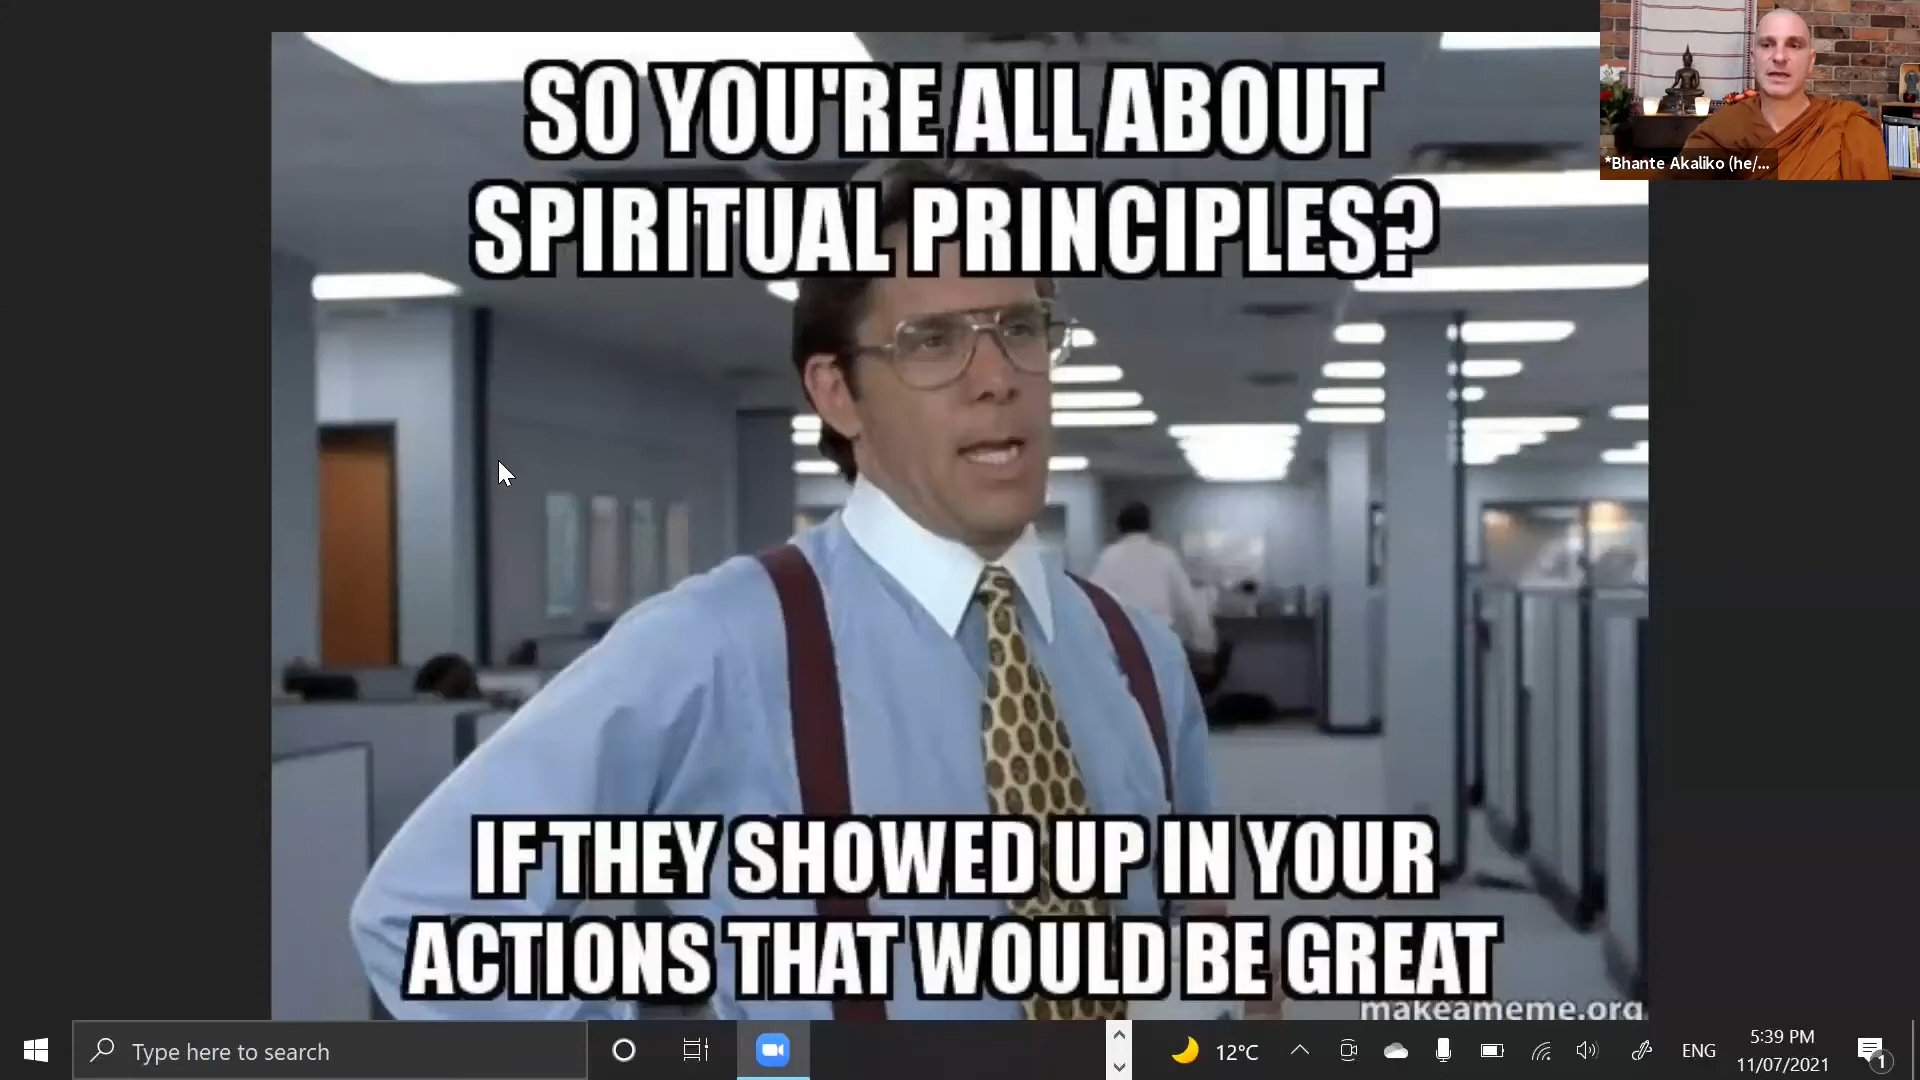 SO YOU'RE ALL ABOUT
SPIRITUAL PRINCIPLES?
*Bhante Akaliko (he/...
IF THEY SHOWED UP IN YOUR
ACTIONS THAT WOULD BE GREAT
makeameme.org
Type here to search
12°C
ENG
5:39 PM
11/07/2021
1